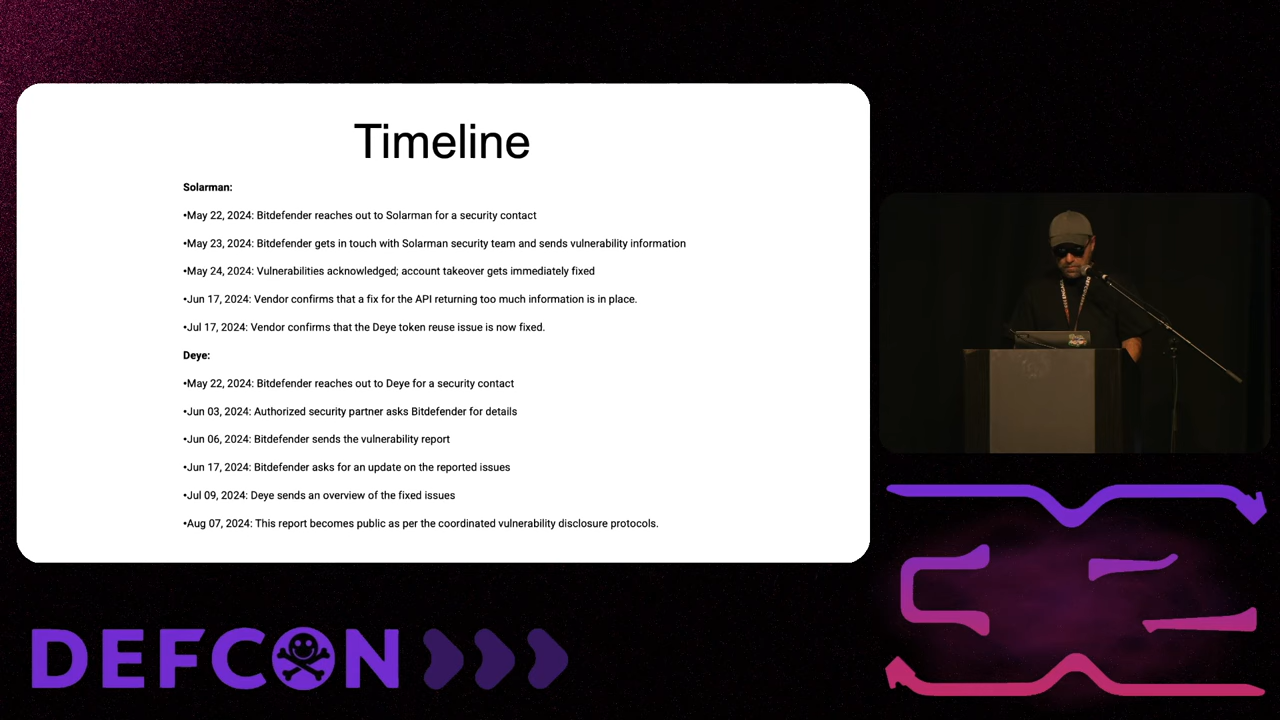 Timeline
Solarman:
•May 22, 2024: Bitdefender reaches out to Solarman for a security contact
•May 23, 2024: Bitdefender gets in touch with Solarman security team and sends vulnerability information
•May 24, 2024: Vulnerabilities acknowledged; account takeover gets immediately fixed
•Jun 17, 2024: Vendor confirms that a fix for the API returning too much information is in place.
•Jul 17, 2024: Vendor confirms that the Deye token reuse issue is now fixed.
Deye:
•May 22, 2024: Bitdefender reaches out to Deye for a security contact
•Jun 03, 2024: Authorized security partner asks Bitdefender for details
•Jun 06, 2024: Bitdefender sends the vulnerability report
•Jun 17, 2024: Bitdefender asks for an update on the reported issues
•Jul 09, 2024: Deye sends an overview of the fixed issues
•Aug 07, 2024: This report becomes public as per the coordinated vulnerability disclosure protocols.
DEFCON